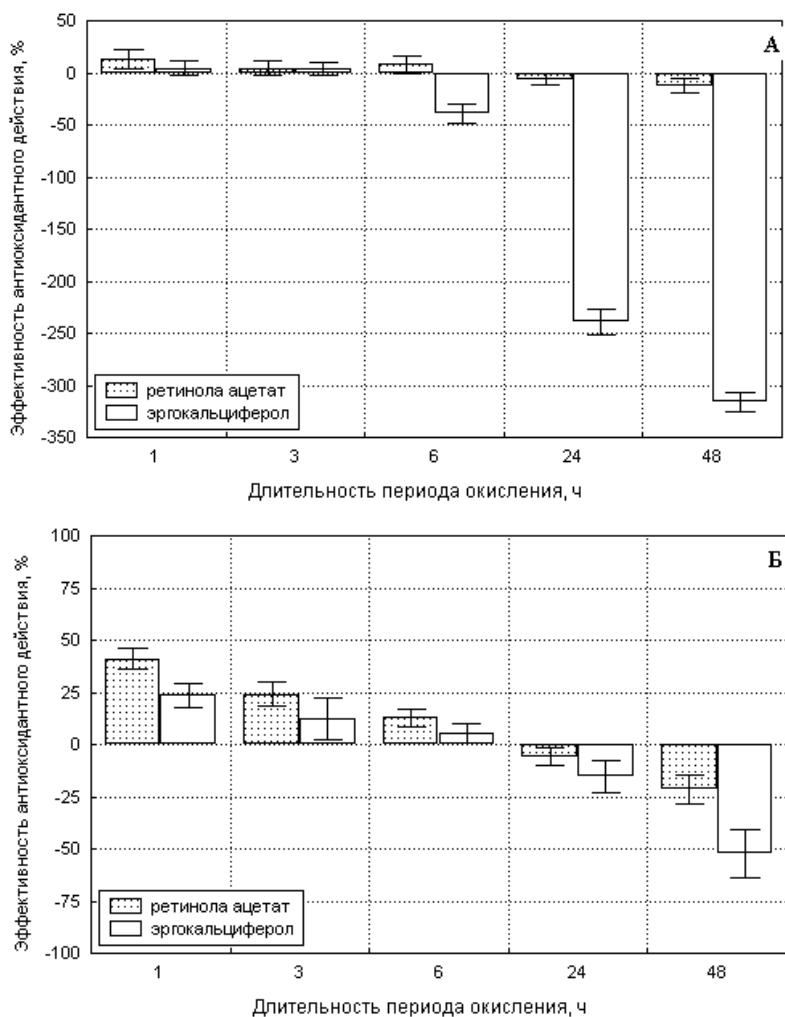 А
Эффективность антиоксидантного действия, %
50
0
-50
-100
-150
-200
-250
-300
-350
ретинола ацетат
эргокальциферол
1 3 6 24 48
Длительность периода окисления, ч
Б
Эффективность антиоксидантного действия, %
100
75
50
25
0
-25
-50
-75
-100
ретинола ацетат
эргокальциферол
1 3 6 24 48
Длительность периода окисления, ч